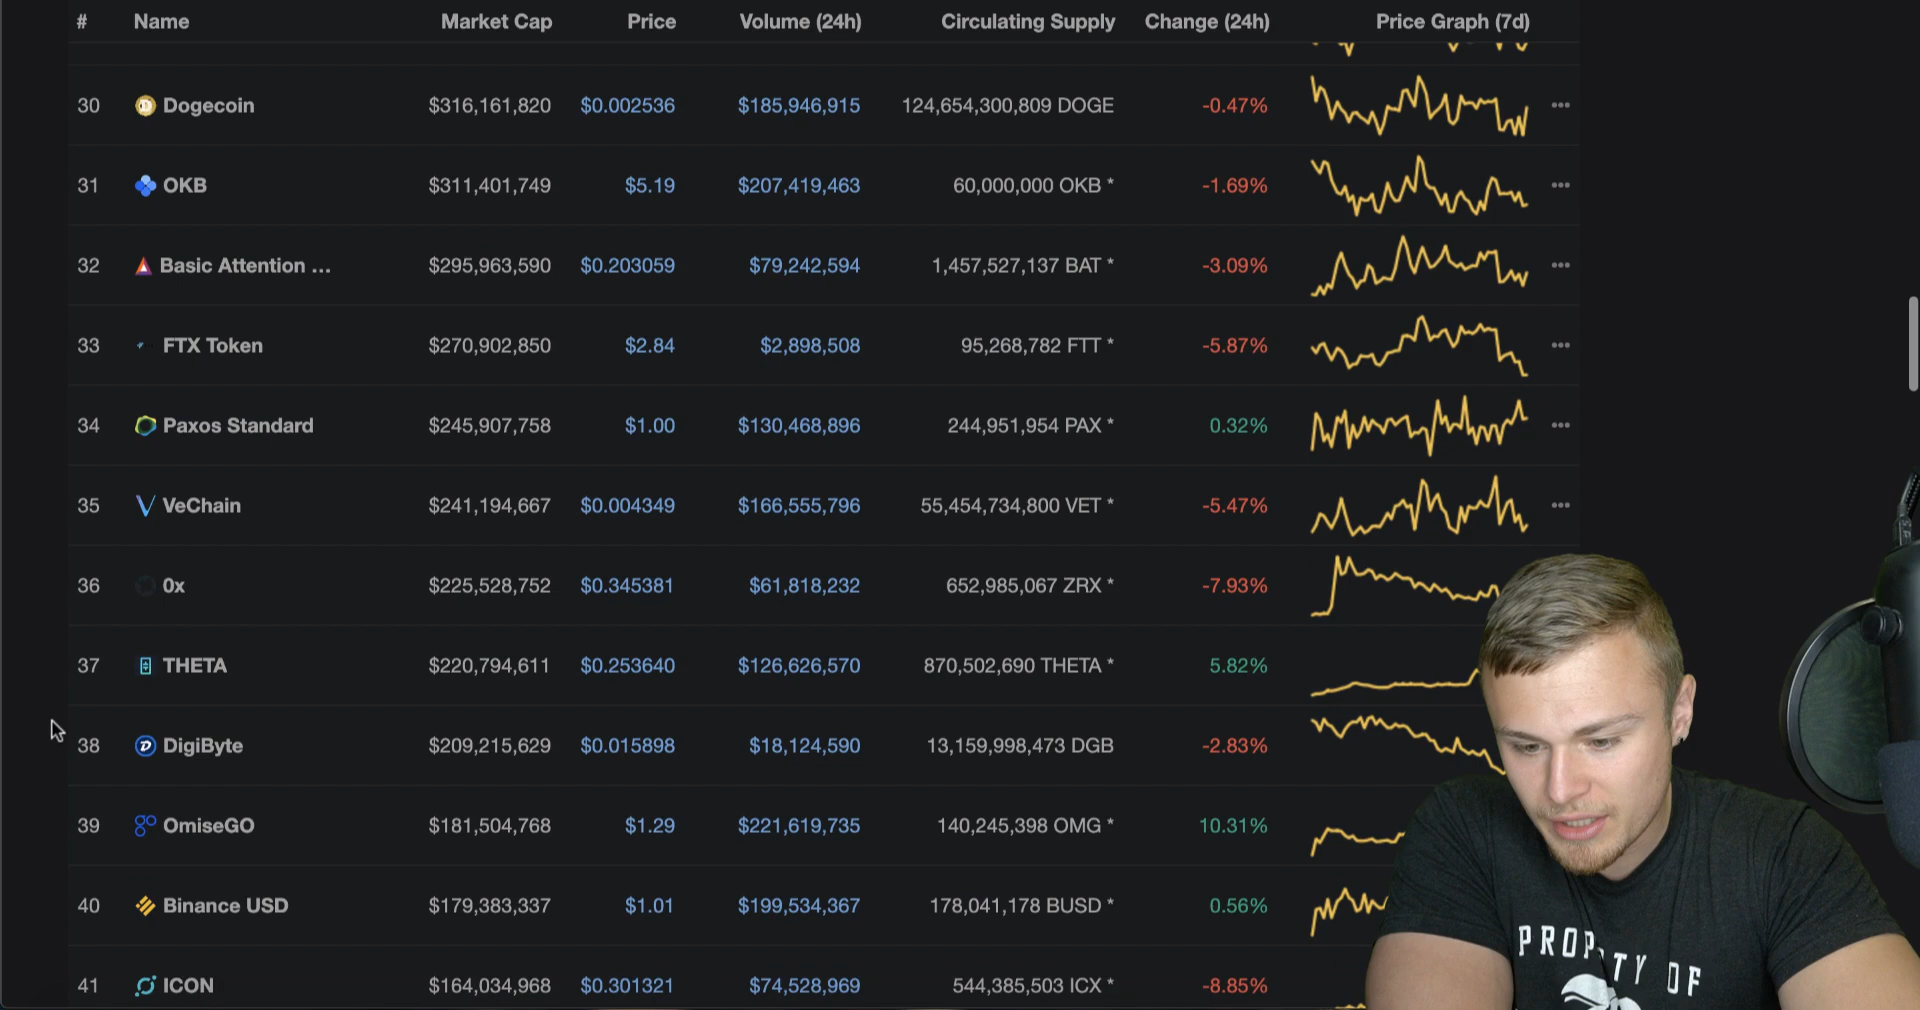 # Name Market Cap Price Volume (24h) Circulating Supply Change (24h) Price Graph (7d)
30 Dogecoin $316,161,820 $0.002536 $185,946,915 124,654,300,809 DOGE -0.47%
31 OKB $311,401,749 $5.19 $207,419,463 60,000,000 OKB * -1.69%
32 Basic Attention ... $295,963,590 $0.203059 $79,242,594 1,457,527,137 BAT * -3.09%
33 FTX Token $270,902,850 $2.84 $2,898,508 95,268,782 FTT * -5.87%
34 Paxos Standard $245,907,758 $1.00 $130,468,896 244,951,954 PAX * 0.32%
35 VeChain $241,194,667 $0.004349 $166,555,796 55,454,734,800 VET * -5.47%
36 0x $225,528,752 $0.345381 $61,818,232 652,985,067 ZRX * -7.93%
37 THETA $220,794,611 $0.253640 $126,626,570 870,502,690 THETA * 5.82%
38 DigiByte $209,215,629 $0.015898 $18,124,590 13,159,998,473 DGB -2.83%
39 OmiseGO $181,504,768 $1.29 $221,619,735 140,245,398 OMG * 10.31%
40 Binance USD $179,383,337 $1.01 $199,534,367 178,041,178 BUSD * 0.56%
41 ICON $164,034,968 $0.301321 $74,528,969 544,385,503 ICX * -8.85%
PROPERTY OF